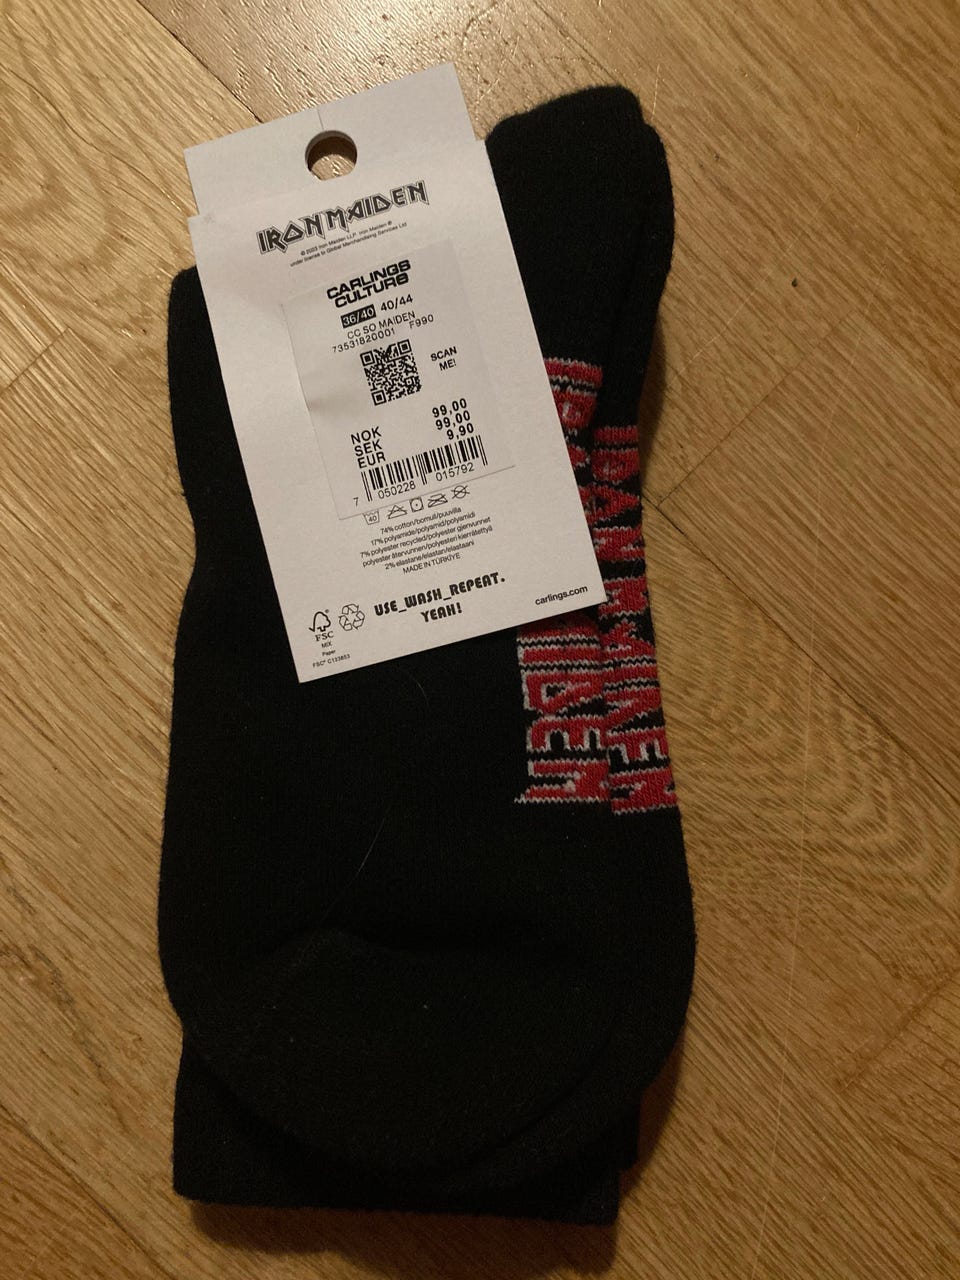 IRON MAIDEN
© 2023 Iron Maiden LLP. Iron Maiden ®
under license to Global Merchandising Services Ltd
CARLINGS
CULTURE
36/40 40/44
CC SO MAIDEN
73531820001 F990
SCAN
ME!
NOK 99,00
SEK 99,00
EUR 9,90
7 050228 015792
40
74% cotton/bomull/puuvilla
17% polyamide/polyamid/polyamidi
7% polyester recycled/polyester gjenvunnet
polyester återvunnen/polyesteri kierrätettyä
2% elastane/elastan/elastaani
MADE IN TÜRKIYE
USE_WASH_REPEAT.
YEAH!
carlings.com
FSC
MIX
Paper
FSC® C123853
IRON MAIDEN
IRON MAIDEN